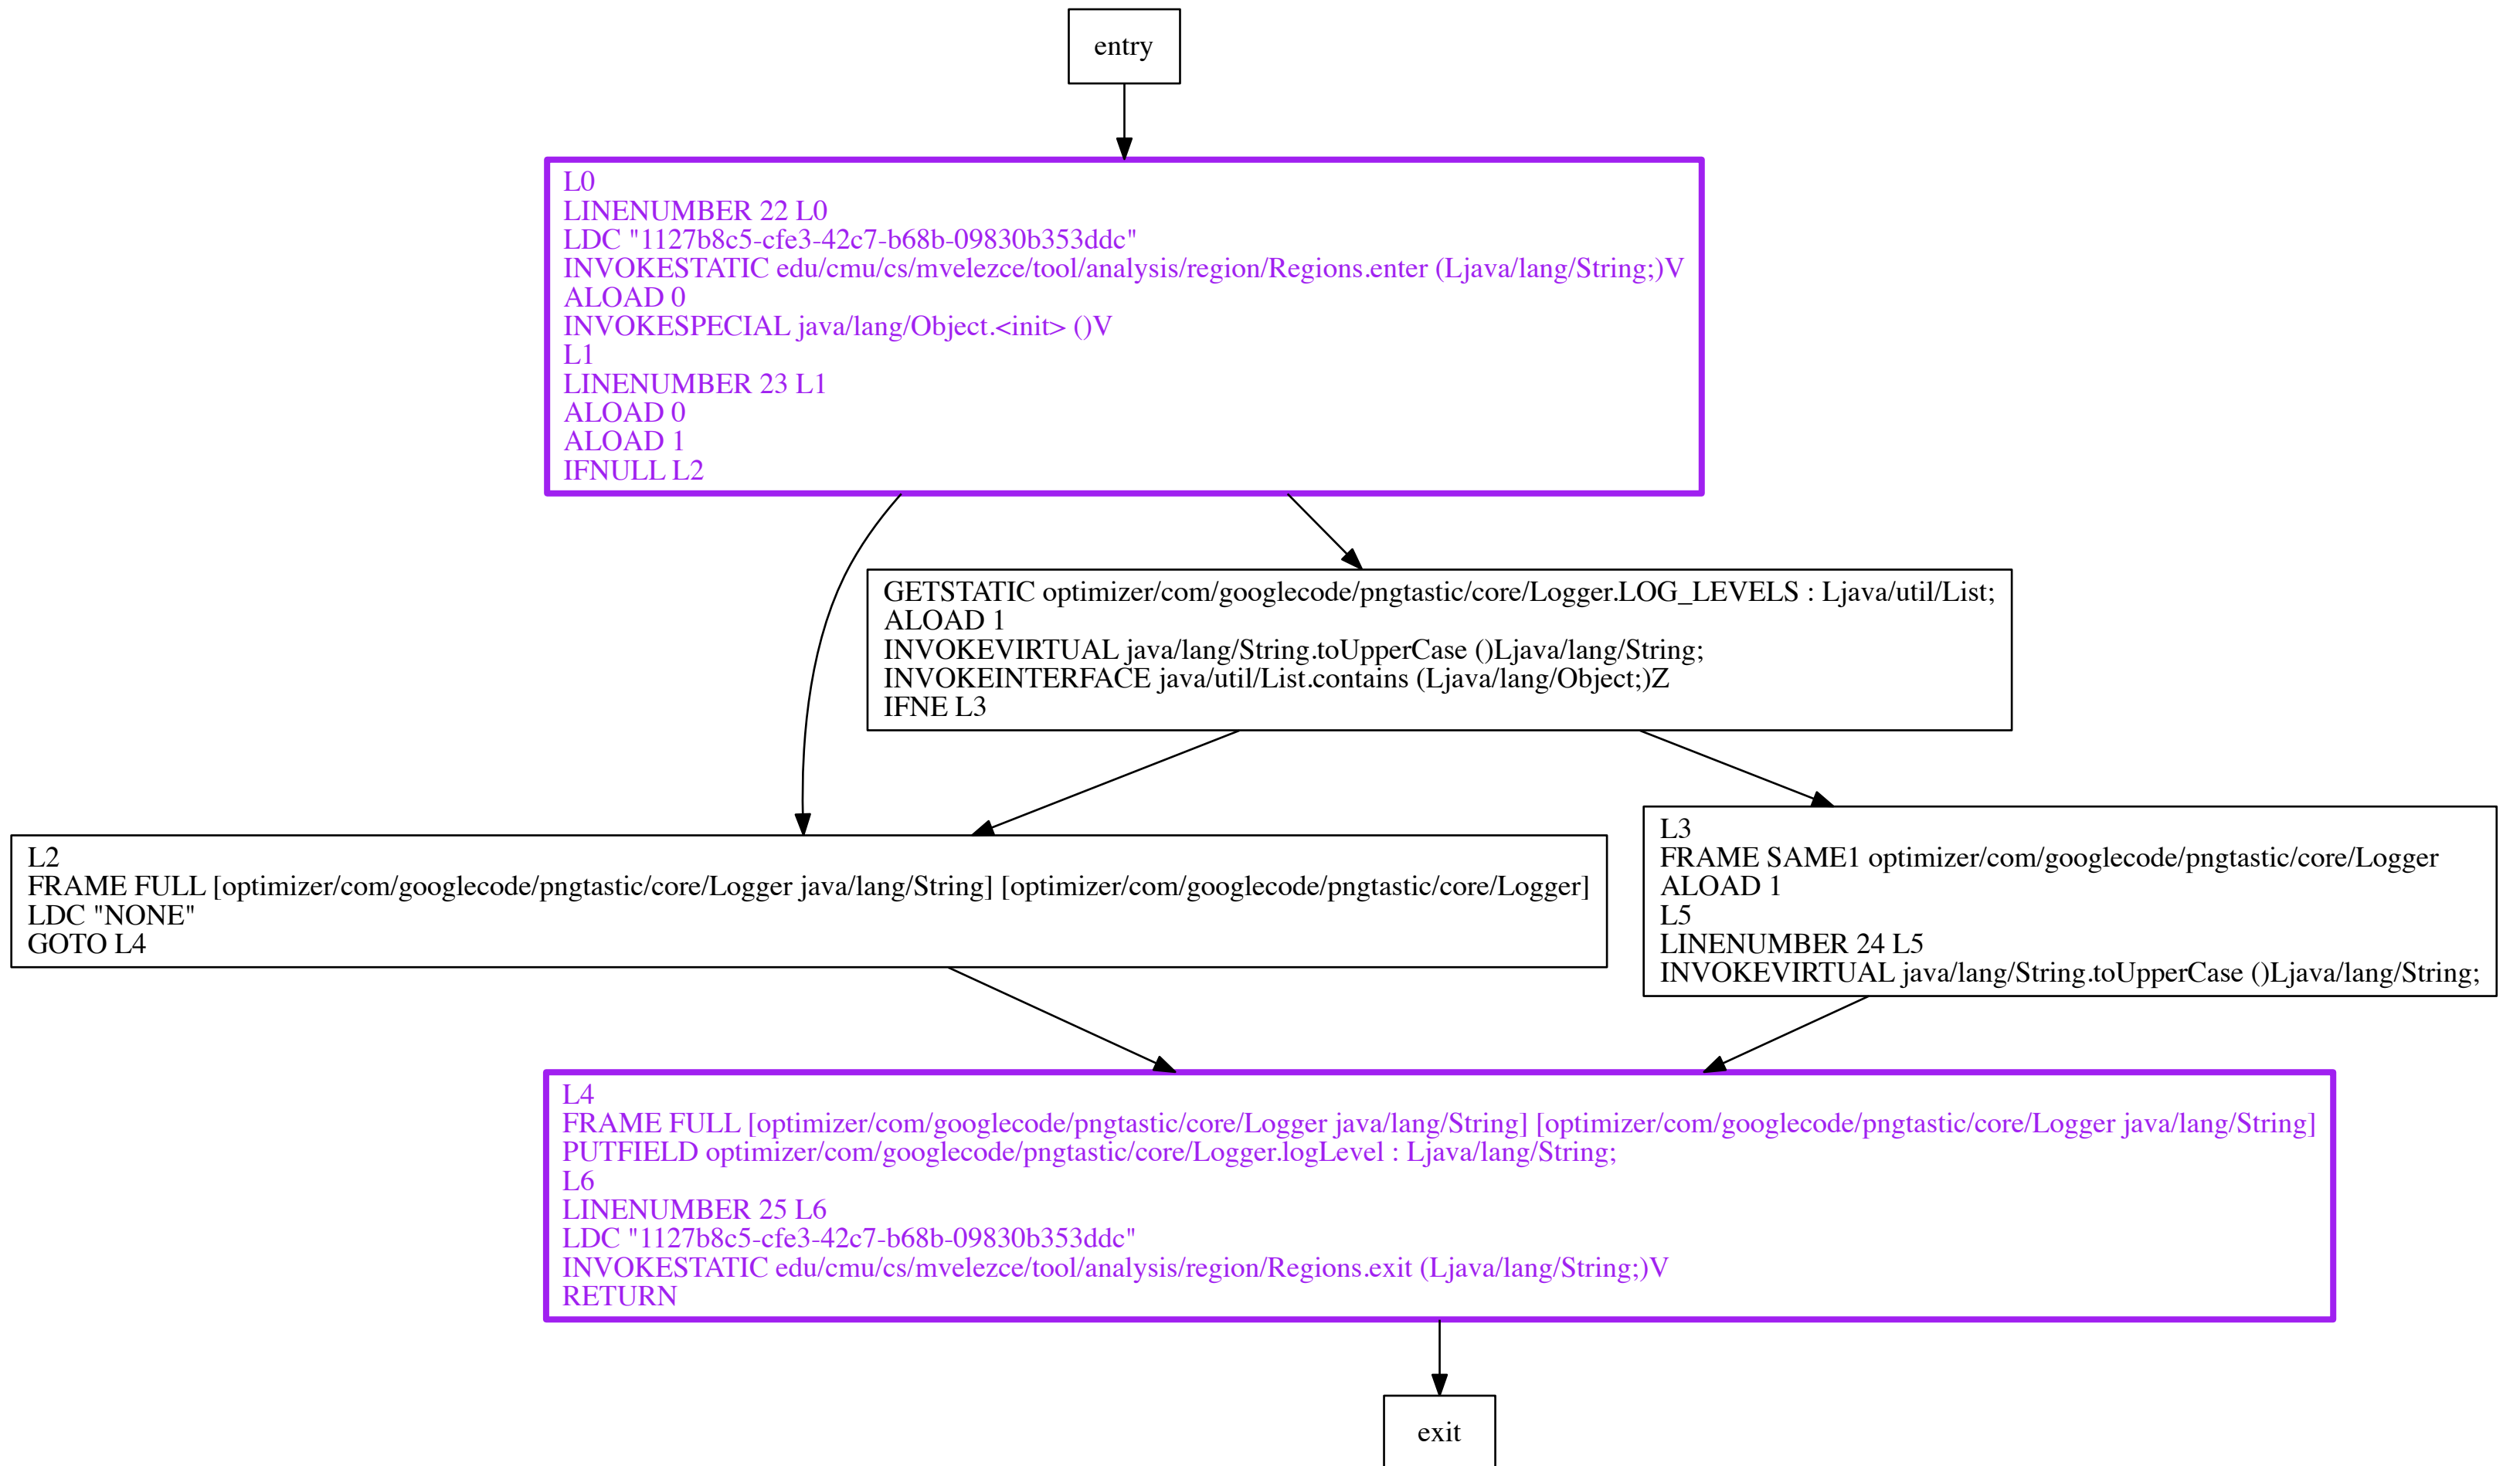 entry
L0
LINENUMBER 22 L0
LDC "1127b8c5-cfe3-42c7-b68b-09830b353ddc"
INVOKESTATIC edu/cmu/cs/mvelezce/tool/analysis/region/Regions.enter (Ljava/lang/String;)V
ALOAD 0
INVOKESPECIAL java/lang/Object.<init> ()V
L1
LINENUMBER 23 L1
ALOAD 0
ALOAD 1
IFNULL L2
GETSTATIC optimizer/com/googlecode/pngtastic/core/Logger.LOG_LEVELS : Ljava/util/List;
ALOAD 1
INVOKEVIRTUAL java/lang/String.toUpperCase ()Ljava/lang/String;
INVOKEINTERFACE java/util/List.contains (Ljava/lang/Object;)Z
IFNE L3
L2
FRAME FULL [optimizer/com/googlecode/pngtastic/core/Logger java/lang/String] [optimizer/com/googlecode/pngtastic/core/Logger]
LDC "NONE"
GOTO L4
L3
FRAME SAME1 optimizer/com/googlecode/pngtastic/core/Logger
ALOAD 1
L5
LINENUMBER 24 L5
INVOKEVIRTUAL java/lang/String.toUpperCase ()Ljava/lang/String;
L4
FRAME FULL [optimizer/com/googlecode/pngtastic/core/Logger java/lang/String] [optimizer/com/googlecode/pngtastic/core/Logger java/lang/String]
PUTFIELD optimizer/com/googlecode/pngtastic/core/Logger.logLevel : Ljava/lang/String;
L6
LINENUMBER 25 L6
LDC "1127b8c5-cfe3-42c7-b68b-09830b353ddc"
INVOKESTATIC edu/cmu/cs/mvelezce/tool/analysis/region/Regions.exit (Ljava/lang/String;)V
RETURN
exit